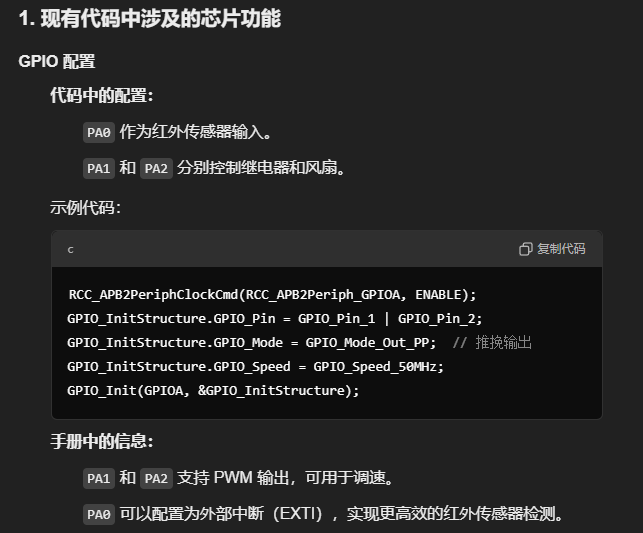 1. 现有代码中涉及的芯片功能
GPIO 配置
代码中的配置：
PA0 作为红外传感器输入。
PA1 和 PA2 分别控制继电器和风扇。
示例代码：
c 复制代码
RCC_APB2PeriphClockCmd(RCC_APB2Periph_GPIOA, ENABLE);
GPIO_InitStructure.GPIO_Pin = GPIO_Pin_1 | GPIO_Pin_2;
GPIO_InitStructure.GPIO_Mode = GPIO_Mode_Out_PP;  // 推挽输出
GPIO_InitStructure.GPIO_Speed = GPIO_Speed_50MHz;
GPIO_Init(GPIOA, &GPIO_InitStructure);
手册中的信息：
PA1 和 PA2 支持 PWM 输出，可用于调速。
PA0 可以配置为外部中断（EXTI），实现更高效的红外传感器检测。